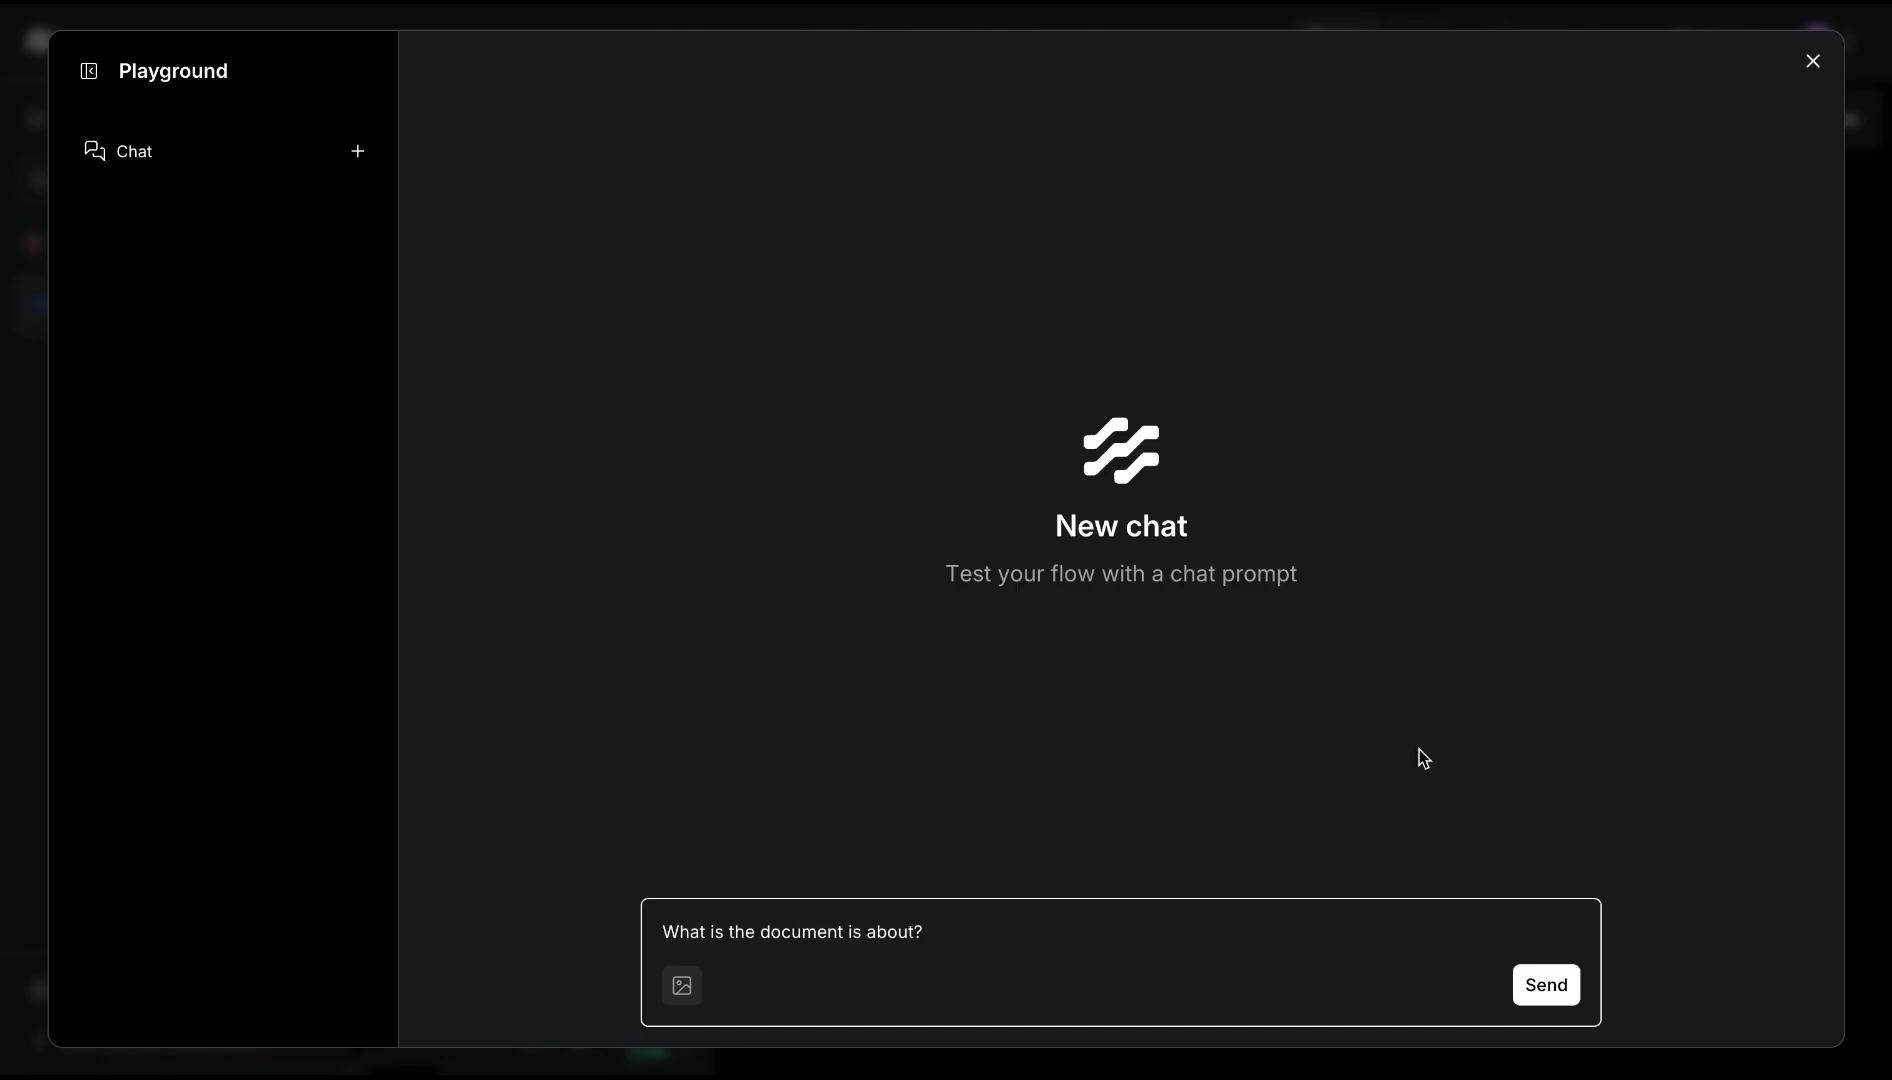 Playground
Chat
New chat
Test your flow with a chat prompt
What is the document is about?
Send